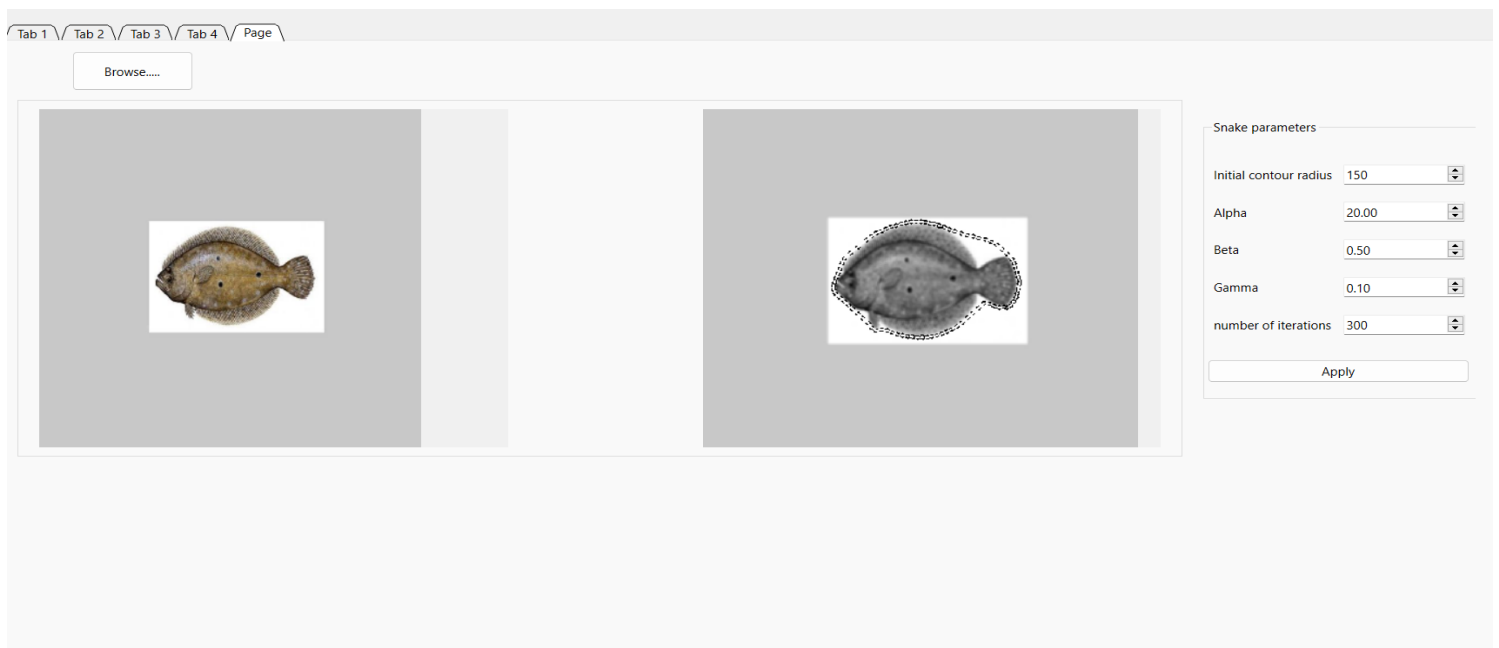 Tab 1 Tab 2 Tab 3 Tab 4 Page
Browse.....
Snake parameters
Initial contour radius 150
Alpha 20.00
Beta 0.50
Gamma 0.10
number of iterations 300
Apply